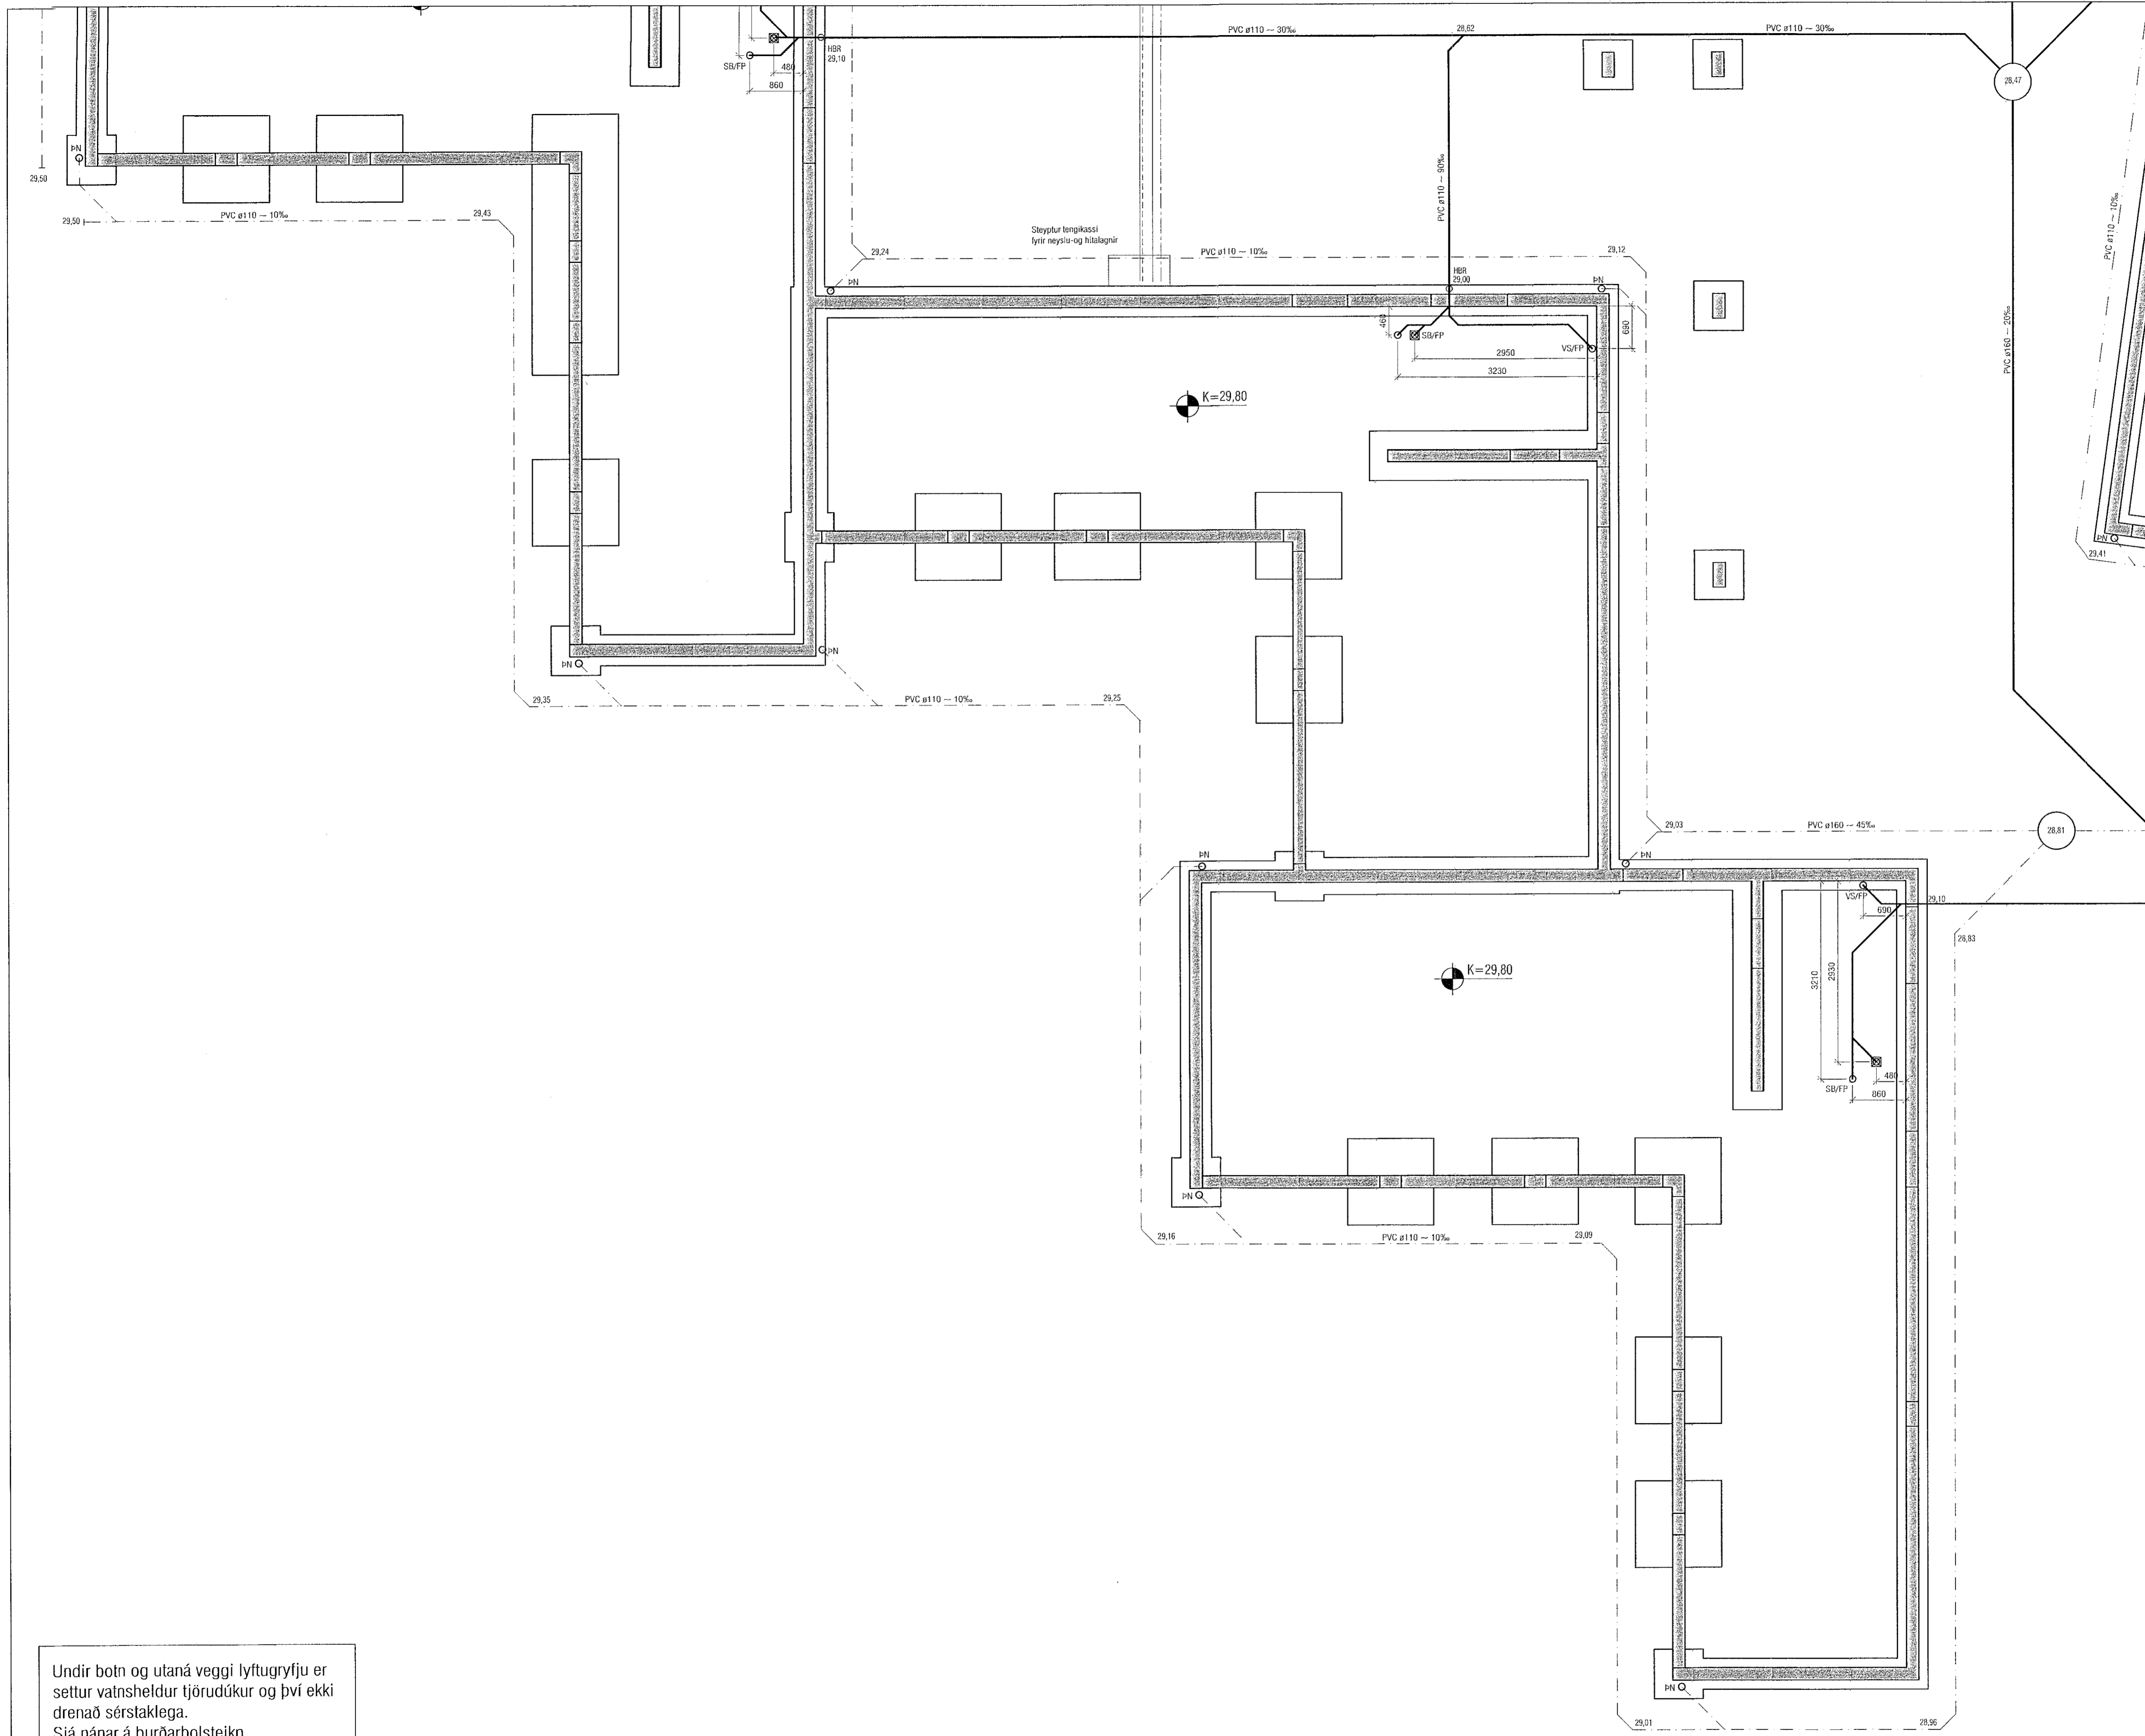 PVC ø110 ~ 30‰
28,62
PVC ø110 ~ 30‰
HBR
29,10
SB/FP
480
860
28,47
ÞN
29,50
29,50
PVC ø110 ~ 10‰
29,43
PVC ø110 ~ 90‰
Steyptur tengikassi
fyrir neyslu-og hitalagnir
29,24
PVC ø110 ~ 10‰
29,12
PVC ø110 ~ 10‰
ÞN
HBR
29,00
ÞN
460
SB/FP
690
VS/FP
2950
3230
PVC ø160 ~ 20‰
K=29,80
ÞN
29,41
ÞN
ÞN
29,35
PVC ø110 ~ 10‰
29,25
29,03
PVC ø160 ~ 45‰
28,81
ÞN
ÞN
VS/FP
690
29,10
28,83
K=29,80
3210
2930
480
SB/FP
860
ÞN
29,16
PVC ø110 ~ 10‰
29,09
ÞN
29,01
28,96
Undir botn og utaná veggi lyftugryfju er
settur vatnsheldur tjörudúkur og því ekki
drenað sérstaklega.
Sjá nánar á burðarþolsteikn.